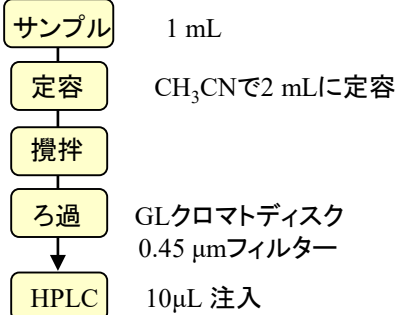 サンプル 1 mL
定容 CH₃CNで2 mLに定容
攪拌
ろ過 GLクロマトディスク
0.45 μmフィルター
HPLC 10μL 注入